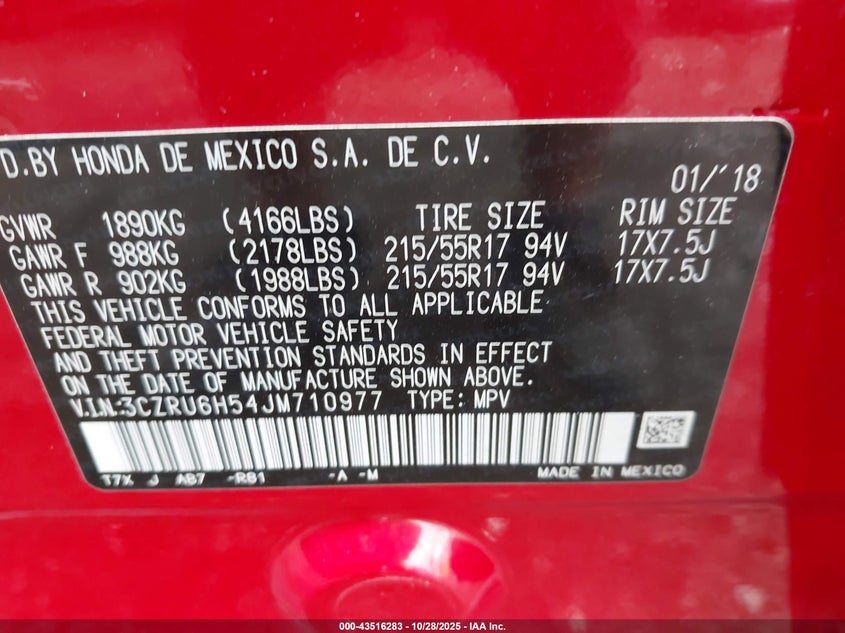 D.BY HONDA DE MEXICO S.A. DE C.V.
01/'18
GVWR 1890KG (4166LBS) TIRE SIZE RIM SIZE
GAWR F 988KG (2178LBS) 215/55R17 94V 17X7.5J
GAWR R 902KG (1988LBS) 215/55R17 94V 17X7.5J
THIS VEHICLE CONFORMS TO ALL APPLICABLE
FEDERAL MOTOR VEHICLE SAFETY
AND THEFT PREVENTION STANDARDS IN EFFECT
ON THE DATE OF MANUFACTURE SHOWN ABOVE.
V.I.N:3CZRU6H54JM710977 TYPE: MPV
T7X J AB7 -RB1 -A -M MADE IN MEXICO
000-43516283 | 10/28/2025 | IAA Inc.